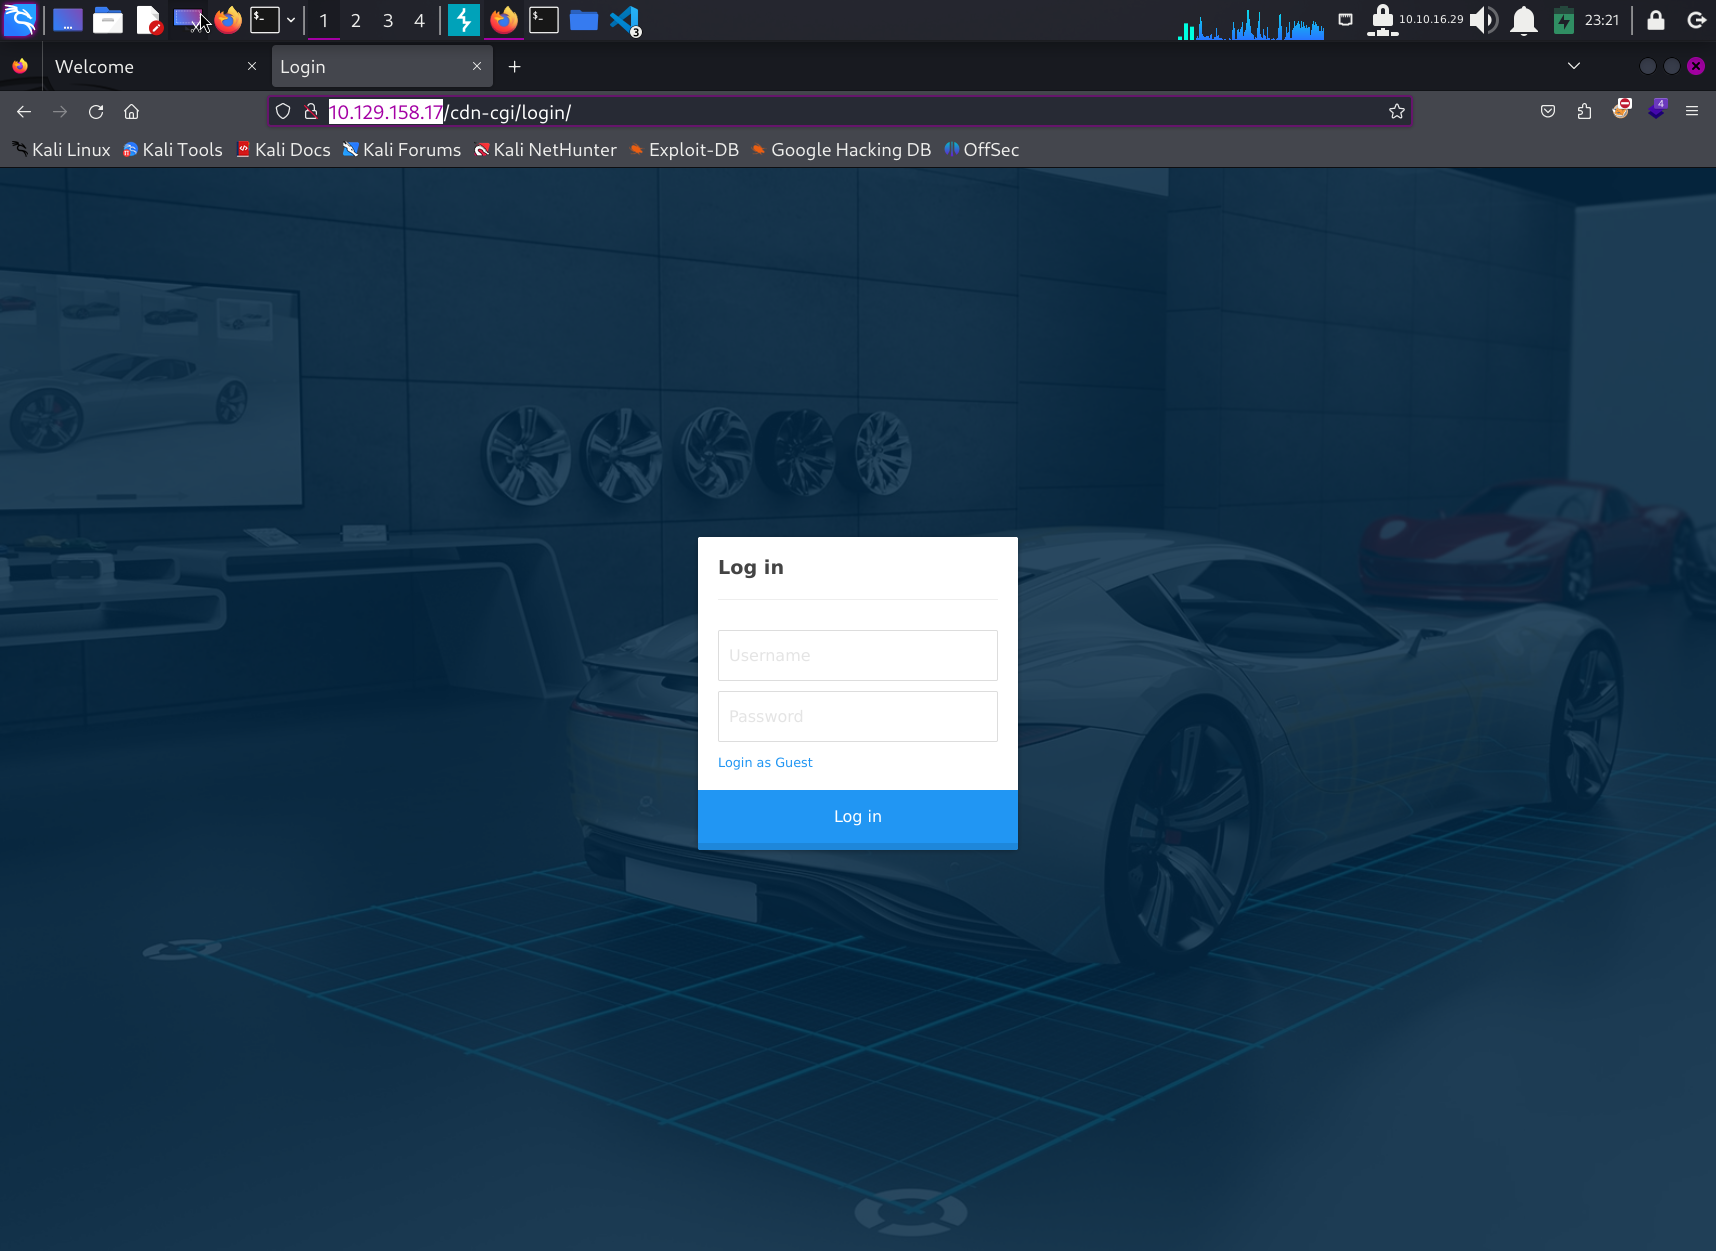 1 2 3 4 3 10.10.16.29 23:21
Welcome
Login
10.129.158.17/cdn-cgi/login/
4
Kali Linux Kali Tools Kali Docs Kali Forums Kali NetHunter Exploit-DB Google Hacking DB OffSec
Log in
Username
Password
Login as Guest
Log in